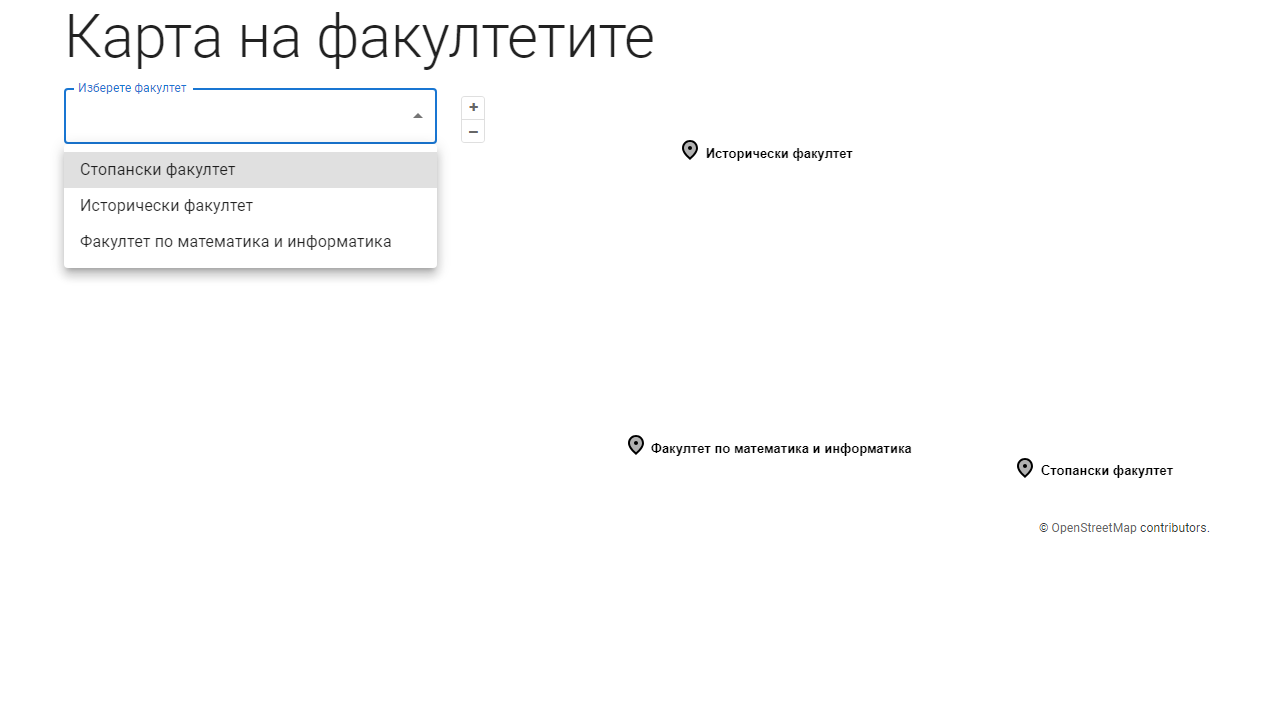 Карта на факултетите
Изберете факултет
Стопански факултет
Исторически факултет
Факултет по математика и информатика
+
−
Исторически факултет
Факултет по математика и информатика
Стопански факултет
© OpenStreetMap contributors.